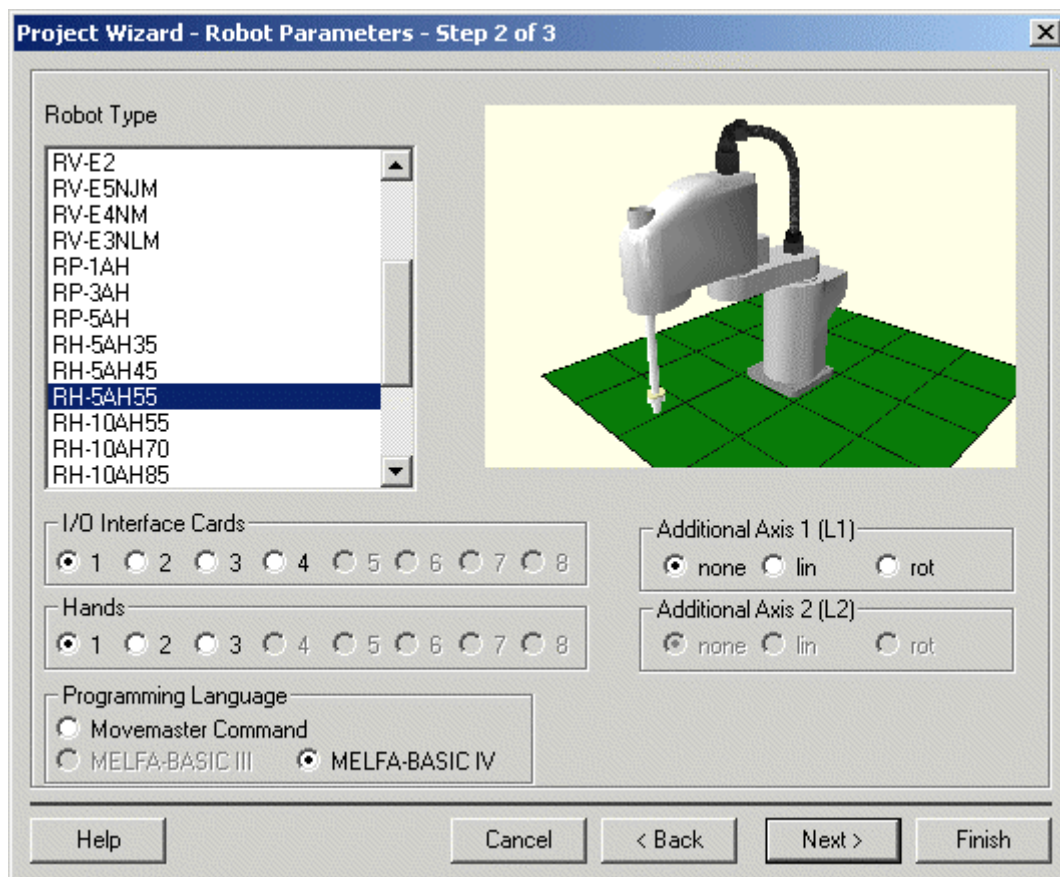 Project Wizard - Robot Parameters - Step 2 of 3
Robot Type
RV-E2
RV-E5NJM
RV-E4NM
RV-E3NLM
RP-1AH
RP-3AH
RP-5AH
RH-5AH35
RH-5AH45
RH-5AH55
RH-10AH55
RH-10AH70
RH-10AH85
I/O Interface Cards
1 2 3 4 5 6 7 8
Additional Axis 1 (L1)
none lin rot
Hands
1 2 3 4 5 6 7 8
Additional Axis 2 (L2)
none lin rot
Programming Language
Movemaster Command
MELFA-BASIC III MELFA-BASIC IV
Help Cancel < Back Next > Finish